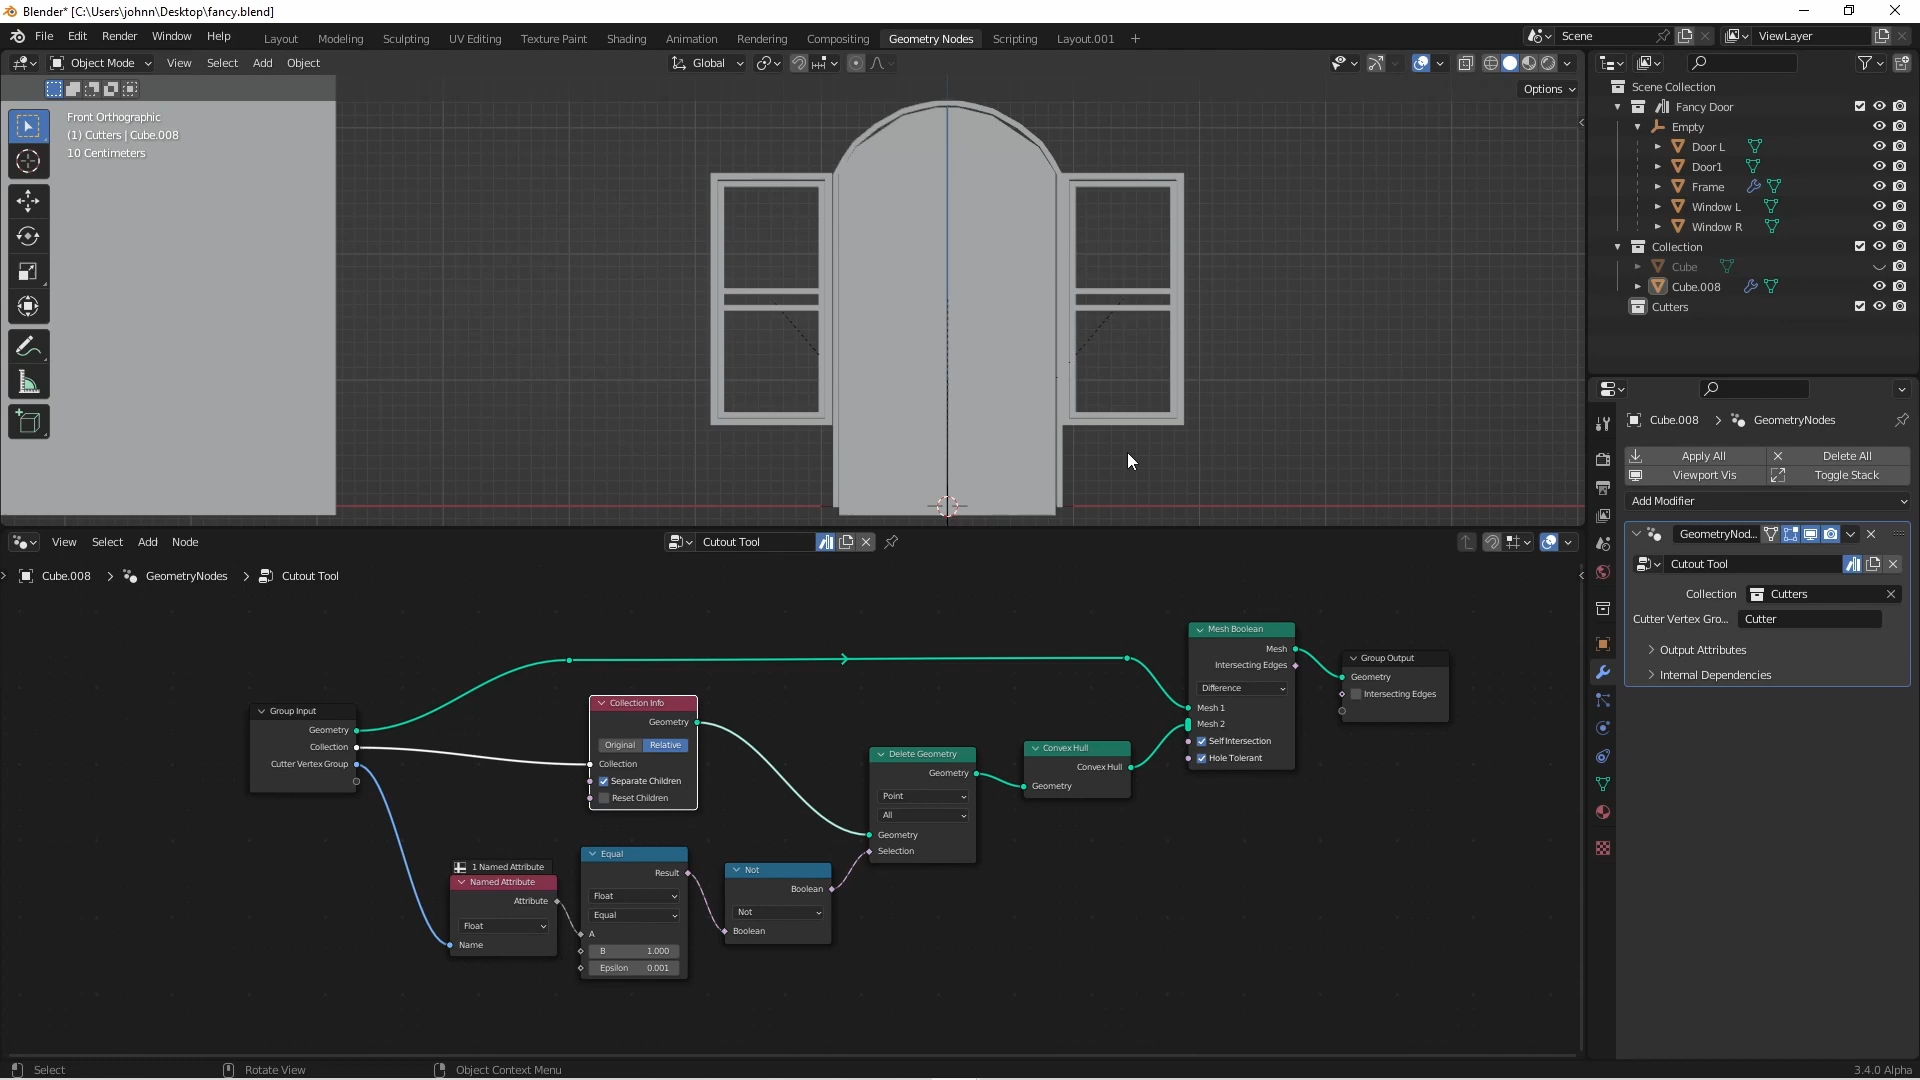 Blender* [C:\Users\johnn\Desktop\fancy.blend]
File Edit Render Window Help Layout Modeling Sculpting UV Editing Texture Paint Shading Animation Rendering Compositing Geometry Nodes Scripting Layout.001 + Scene ViewLayer
Object Mode View Select Add Object Global
Options
Front Orthographic
(1) Cutters | Cube.008
10 Centimeters
Scene Collection
Fancy Door
Empty
Door L
Door1
Frame
Window L
Window R
Collection
Cube
Cube.008
Cutters
View Select Add Node Cutout Tool
Cube.008 > GeometryNodes > Cutout Tool
Group Input
Geometry
Collection
Cutter Vertex Group
Collection Info
Geometry
Original Relative
Collection
Separate Children
Reset Children
1 Named Attribute
Named Attribute
Attribute
Float
Name
Equal
Result
Float
Equal
A
B 1.000
Epsilon 0.001
Not
Boolean
Not
Boolean
Delete Geometry
Geometry
Point
All
Geometry
Selection
Convex Hull
Convex Hull
Geometry
Mesh Boolean
Mesh
Intersecting Edges
Difference
Mesh 1
Mesh 2
Self Intersection
Hole Tolerant
Group Output
Geometry
Intersecting Edges
Cube.008 > GeometryNodes
Apply All Delete All
Viewport Vis Toggle Stack
Add Modifier
GeometryNod...
Cutout Tool
Collection Cutters
Cutter Vertex Gro... Cutter
Output Attributes
Internal Dependencies
Select Rotate View Object Context Menu 3.4.0 Alpha